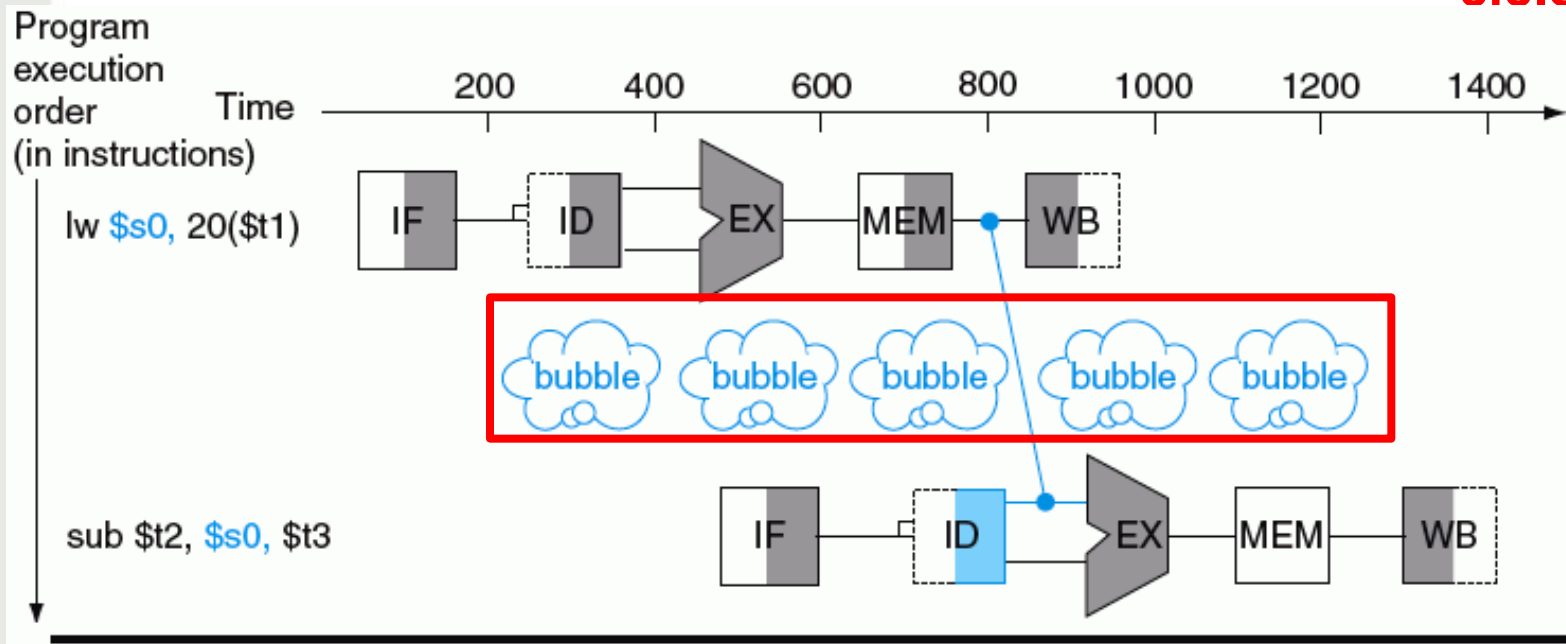 Program
execution
order
(in instructions)
Time
200 400 600 800 1000 1200 1400
lw $s0, 20($t1)
IF ID EX MEM WB
bubble bubble bubble bubble bubble
sub $t2, $s0, $t3
IF ID EX MEM WB